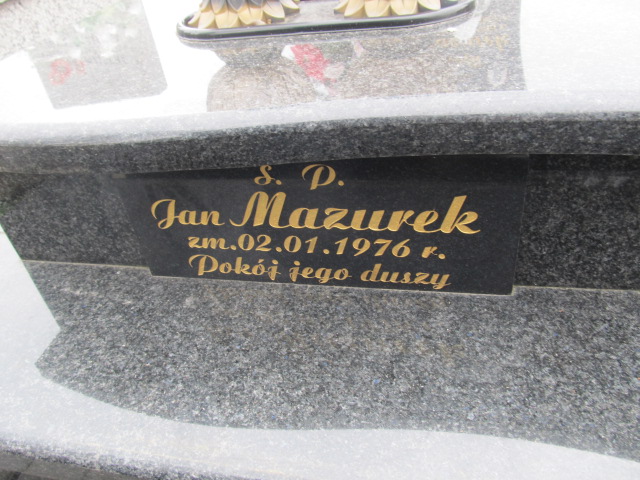 Ś. P.
Jan Mazurek
zm.02.01.1976 r.
Pokój jego duszy